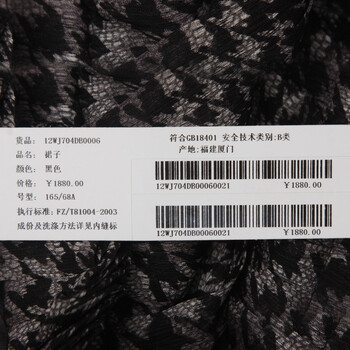 货品: 12WJ704DB0006
品名: 裙子
颜色: 黑色
价格: ￥1880.00
号型: 165/68A
执行标准: FZ/T81004-2003
成份及洗涤方法详见内缝标
符合GB18401 安全技术类别:B类
产地:福建厦门
12WJ704DB00060021 ￥1880.00
12WJ704DB00060021 ￥1880.00